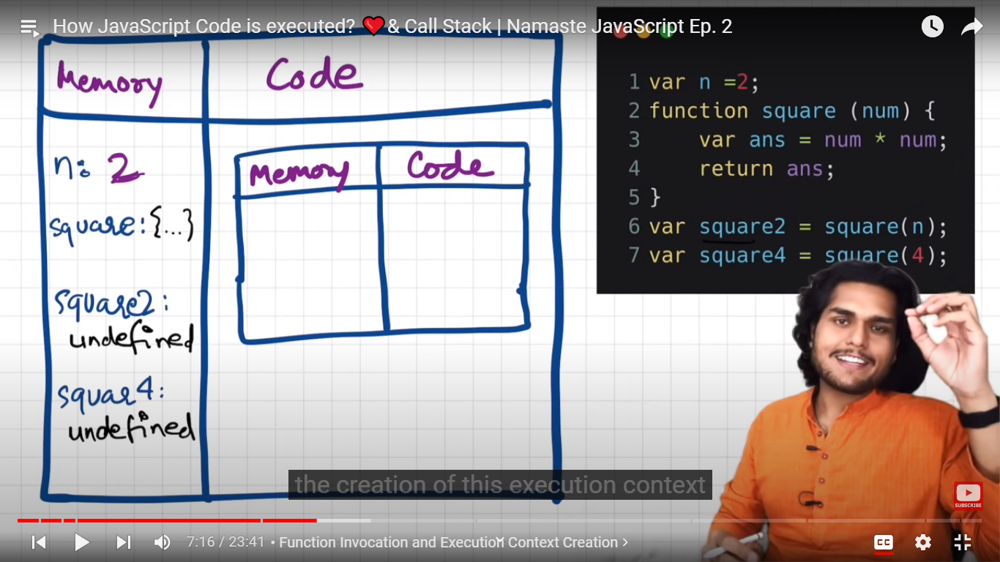 How JavaScript Code is executed? ❤️& Call Stack | Namaste JavaScript Ep. 2
Memory
Code
n: 2
square: {...}
square2:
undefined
squar4:
undefined
Memory
Code
1 var n =2;
2 function square (num) {
3     var ans = num * num;
4     return ans;
5 }
6 var square2 = square(n);
7 var square4 = square(4);
the creation of this execution context
SUBSCRIBE
7:16 / 23:41 • Function Invocation and Execution Context Creation >
CC